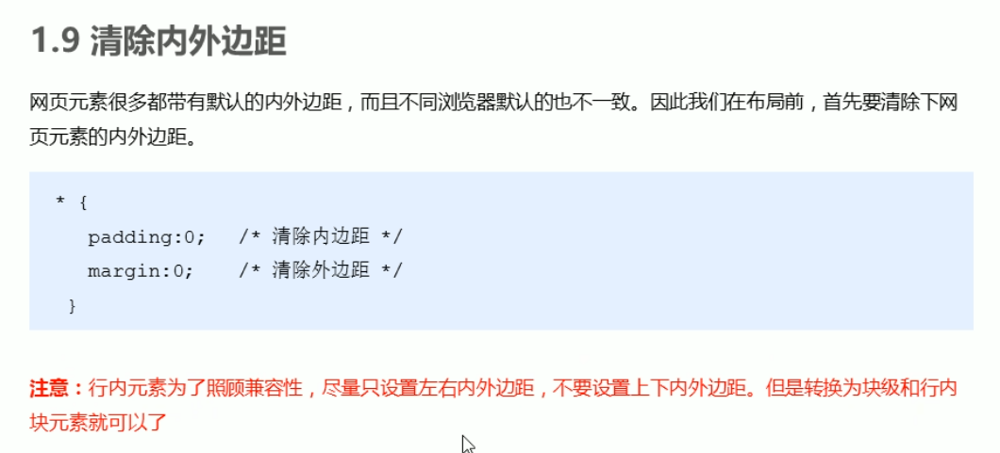 1.9 清除内外边距
网页元素很多都带有默认的内外边距，而且不同浏览器默认的也不一致。因此我们在布局前，首先要清除下网
页元素的内外边距。
* {
padding:0; /* 清除内边距 */
margin:0; /* 清除外边距 */
}
注意：行内元素为了照顾兼容性，尽量只设置左右内外边距，不要设置上下内外边距。但是转换为块级和行内
块元素就可以了